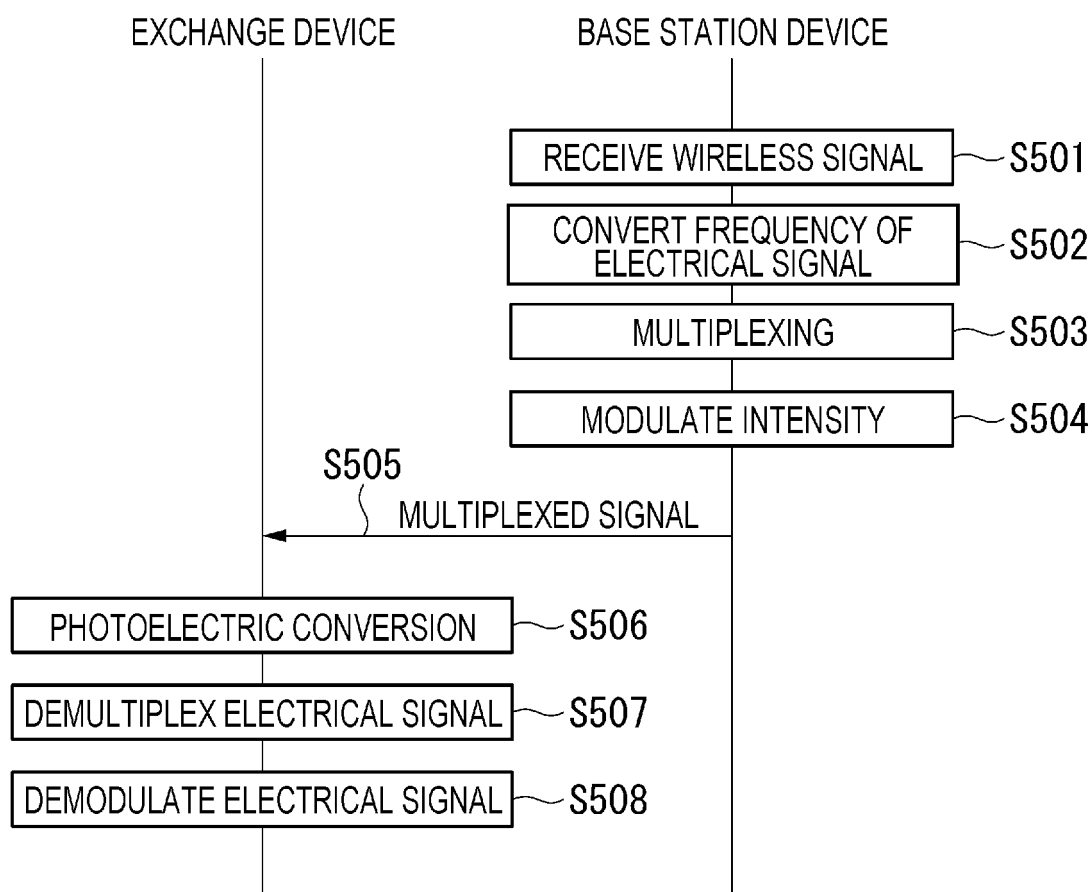 EXCHANGE DEVICE
BASE STATION DEVICE
RECEIVE WIRELESS SIGNAL
S501
CONVERT FREQUENCY OF
ELECTRICAL SIGNAL
S502
MULTIPLEXING
S503
MODULATE INTENSITY
S504
S505
MULTIPLEXED SIGNAL
PHOTOELECTRIC CONVERSION
S506
DEMULTIPLEX ELECTRICAL SIGNAL
S507
DEMODULATE ELECTRICAL SIGNAL
S508